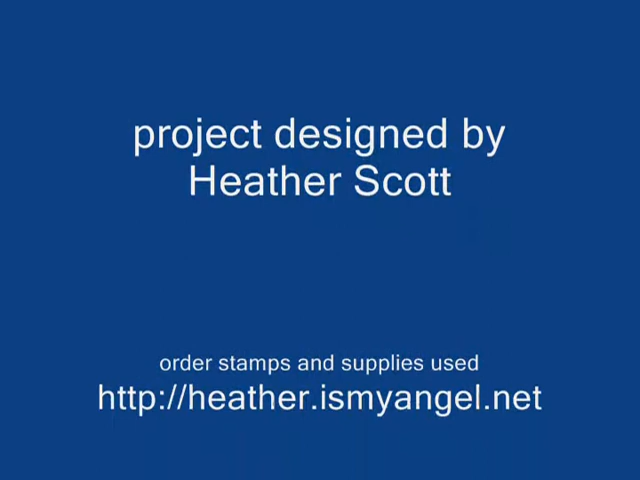 project designed by
Heather Scott
order stamps and supplies used
http://heather.ismyangel.net